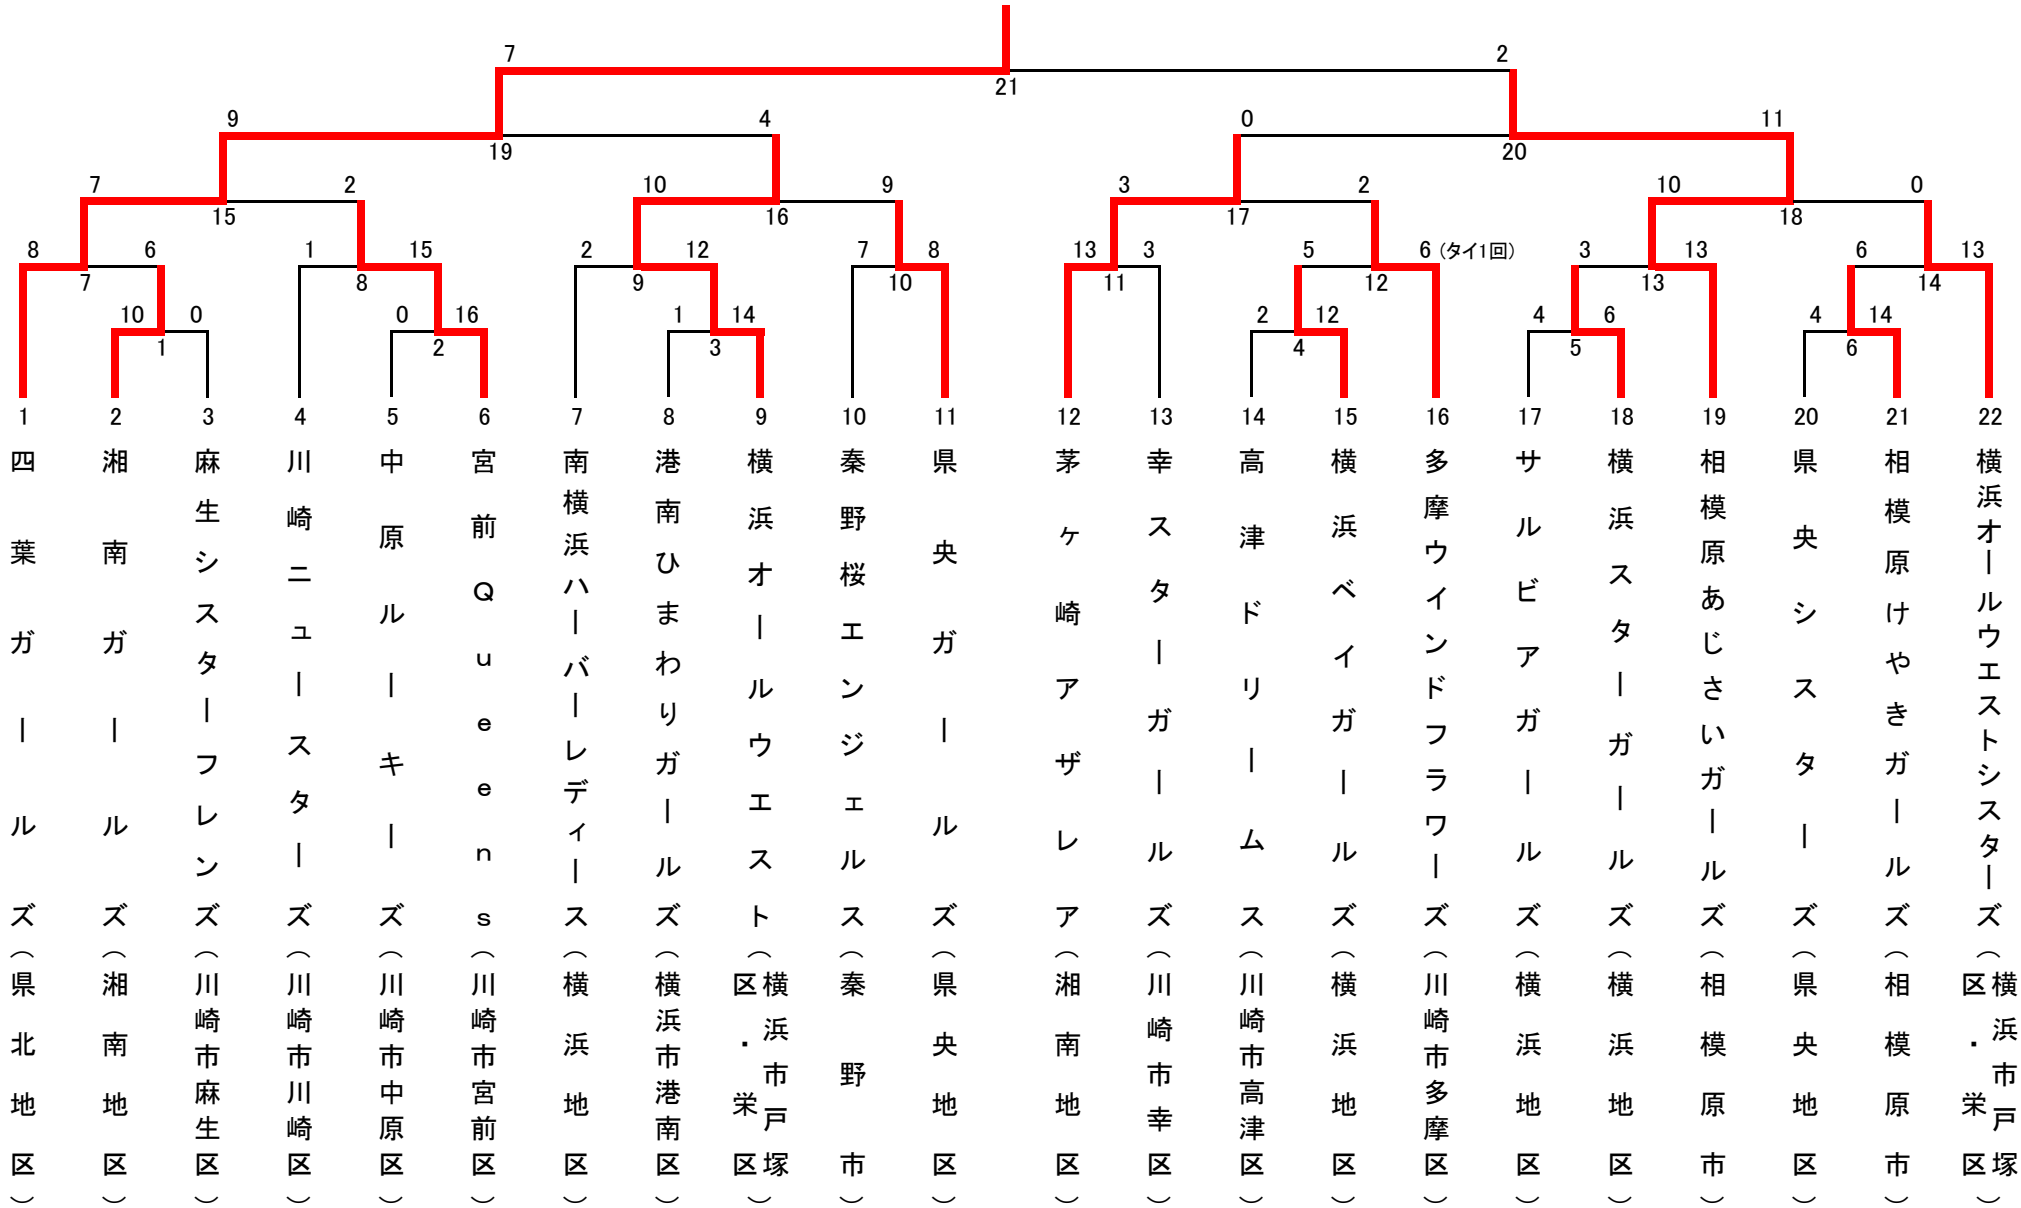 7 2
21
9 4 0 11
19 20
7 2 10 9 3 2 10 0
15 16 17 18
8 6 1 15 2 12 7 8 13 3 5 6 (タイ1回) 3 13 6 13
7 8 9 10 11 12 13 14
10 0 0 16 1 14 2 12 4 6 4 14
1 2 3 4 5 6
1 2 3 4 5 6 7 8 9 10 11 12 13 14 15 16 17 18 19 20 21 22
四葉ガールズ(県北地区)
湘南ガールズ(湘南地区)
麻生シスターフレンズ(川崎市麻生区)
川崎ニュースターズ(川崎市川崎区)
中原ルーキーズ(川崎市中原区)
宮前Queens(川崎市宮前区)
南横浜ハーバーレディース(横浜地区)
港南ひまわりガールズ(横浜市港南区)
横浜オールウエスト(横浜市戸塚区・栄区)
秦野桜エンジェルス(秦野市)
県央ガールズ(県央地区)
茅ヶ崎アザレア(湘南地区)
幸スターガールズ(川崎市幸区)
高津ドリームス(川崎市高津区)
横浜ベイガールズ(横浜地区)
多摩ウインドフラワーズ(川崎市多摩区)
サルビアガールズ(横浜地区)
横浜スターガールズ(横浜地区)
相模原あじさいガールズ(相模原市)
県央シスターズ(県央地区)
相模原けやきガールズ(相模原市)
横浜オールウエストシスターズ(横浜市戸塚区・栄区)